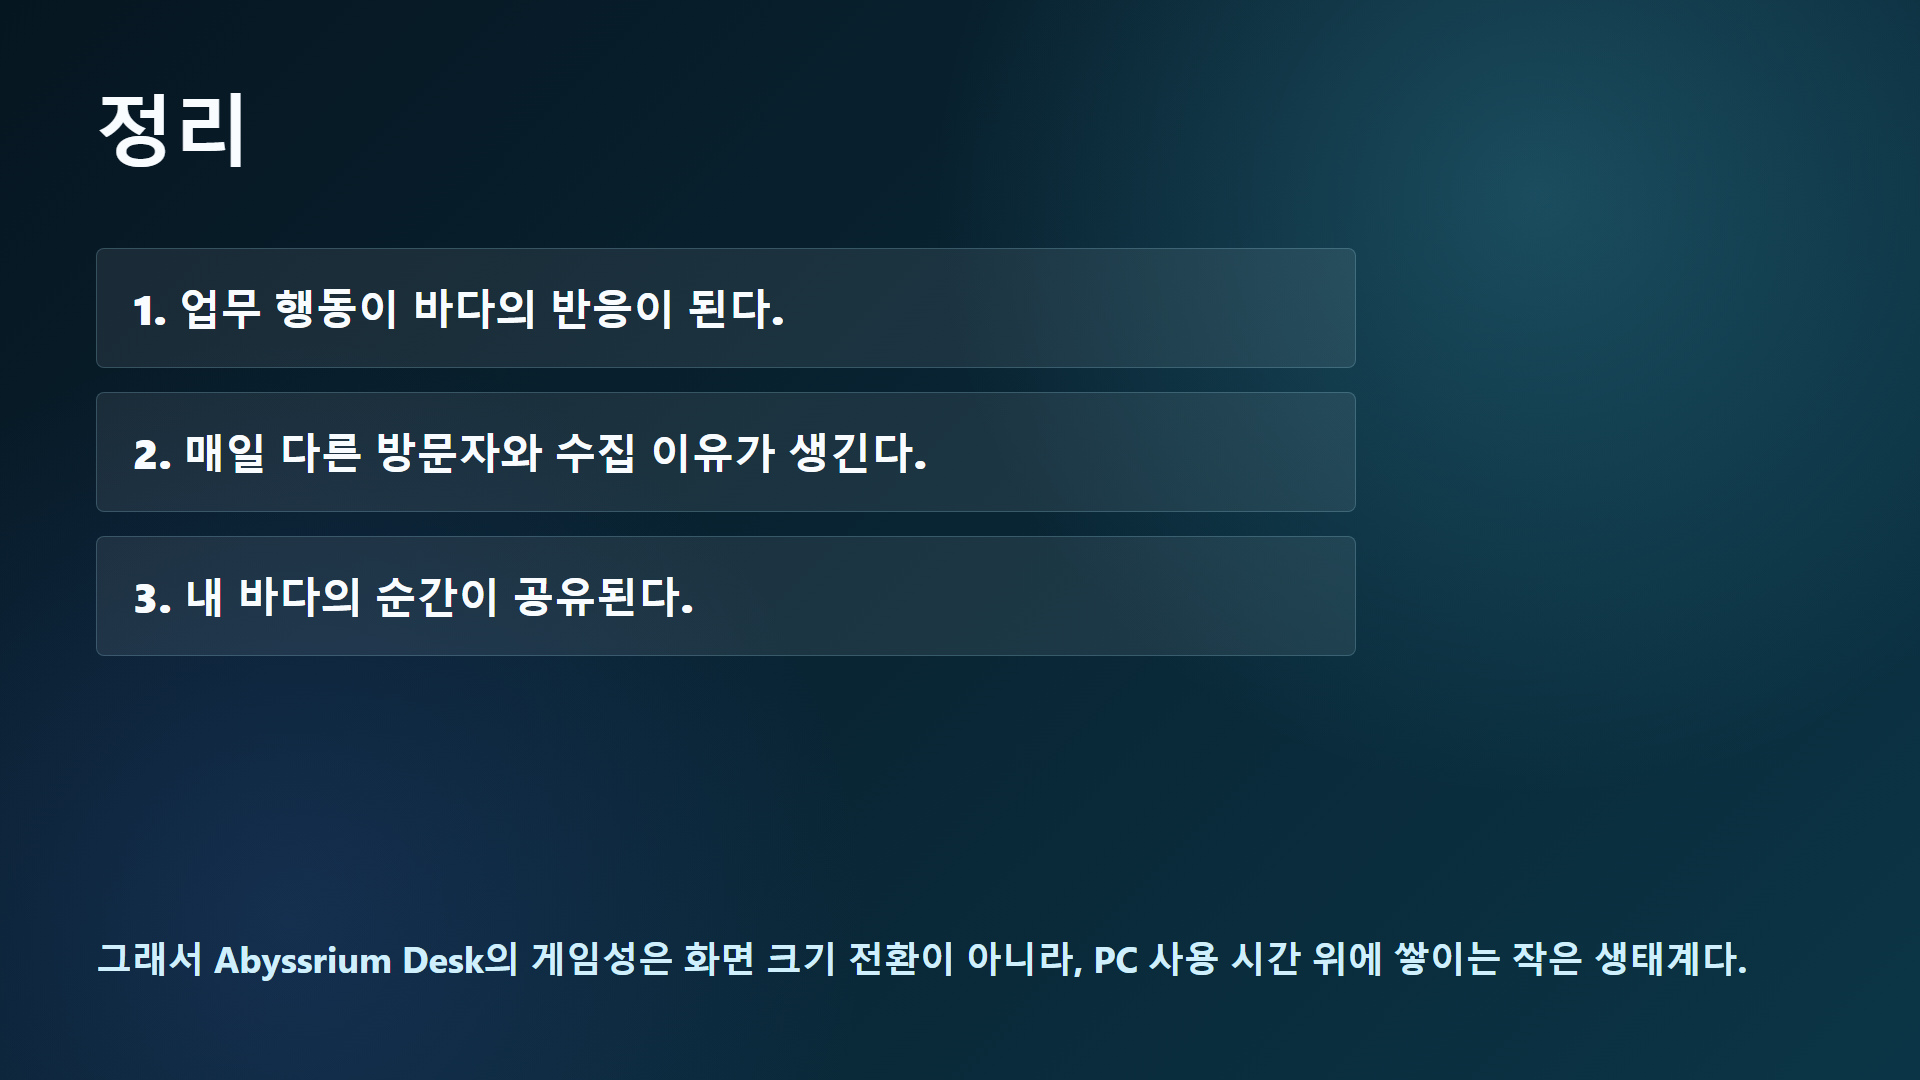 정리
1. 업무 행동이 바다의 반응이 된다.
2. 매일 다른 방문자와 수집 이유가 생긴다.
3. 내 바다의 순간이 공유된다.
그래서 Abyssrium Desk의 게임성은 화면 크기 전환이 아니라, PC 사용 시간 위에 쌓이는 작은 생태계다.